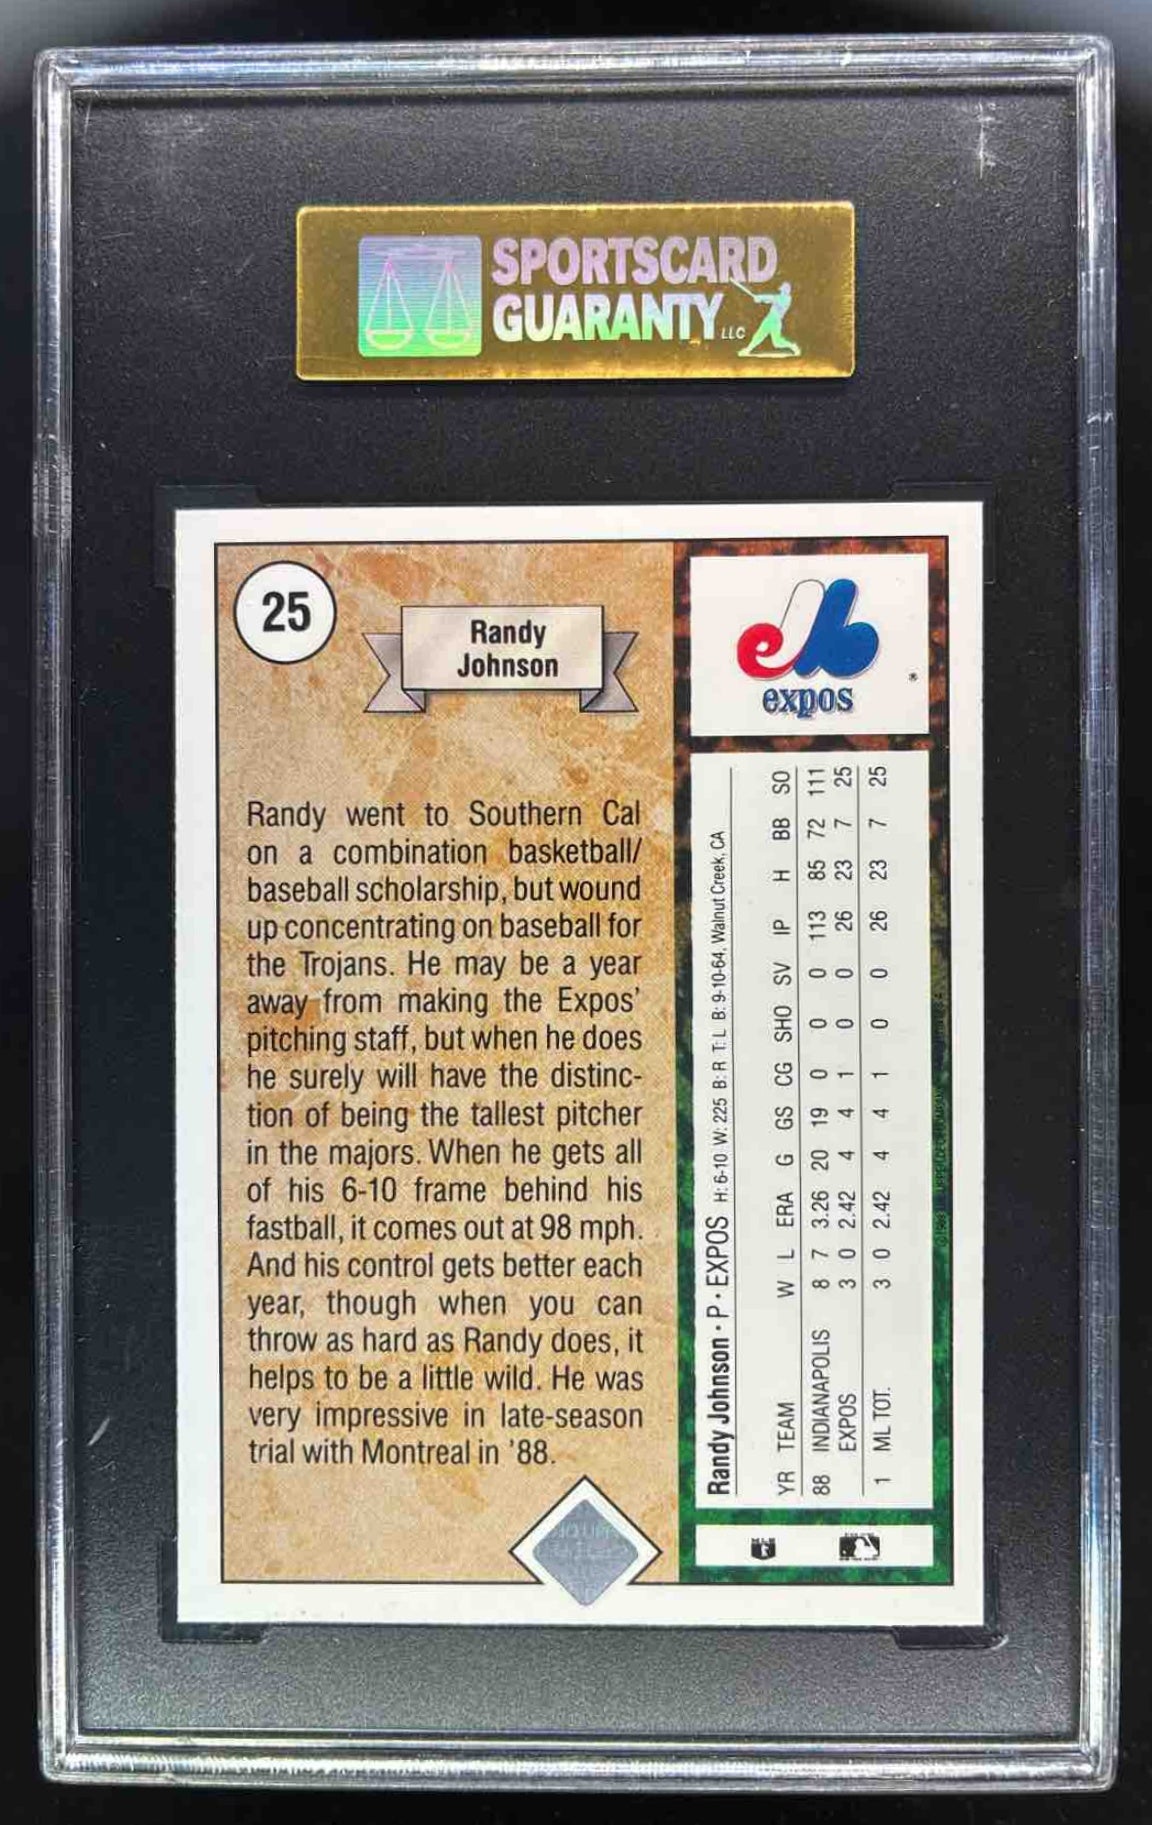 SPORTSCARD
GUARANTY LLC
25
Randy
Johnson
expos
Randy went to Southern Cal
on a combination basketball/
baseball scholarship, but wound
up concentrating on baseball for
the Trojans. He may be a year
away from making the Expos'
pitching staff, but when he does
he surely will have the distinc-
tion of being the tallest pitcher
in the majors. When he gets all
of his 6-10 frame behind his
fastball, it comes out at 98 mph.
And his control gets better each
year, though when you can
throw as hard as Randy does, it
helps to be a little wild. He was
very impressive in late-season
trial with Montreal in '88.
Randy Johnson • P • EXPOS H: 6-10 W: 225 B: R T: L B: 9-10-64, Walnut Creek, CA
YR TEAM W L ERA G GS CG SHO SV IP H BB SO
88 INDIANAPOLIS 8 7 3.26 20 19 0 0 0 113 85 72 111
EXPOS 3 0 2.42 4 4 1 0 0 26 23 7 25
1 ML TOT. 3 0 2.42 4 4 1 0 0 26 23 7 25